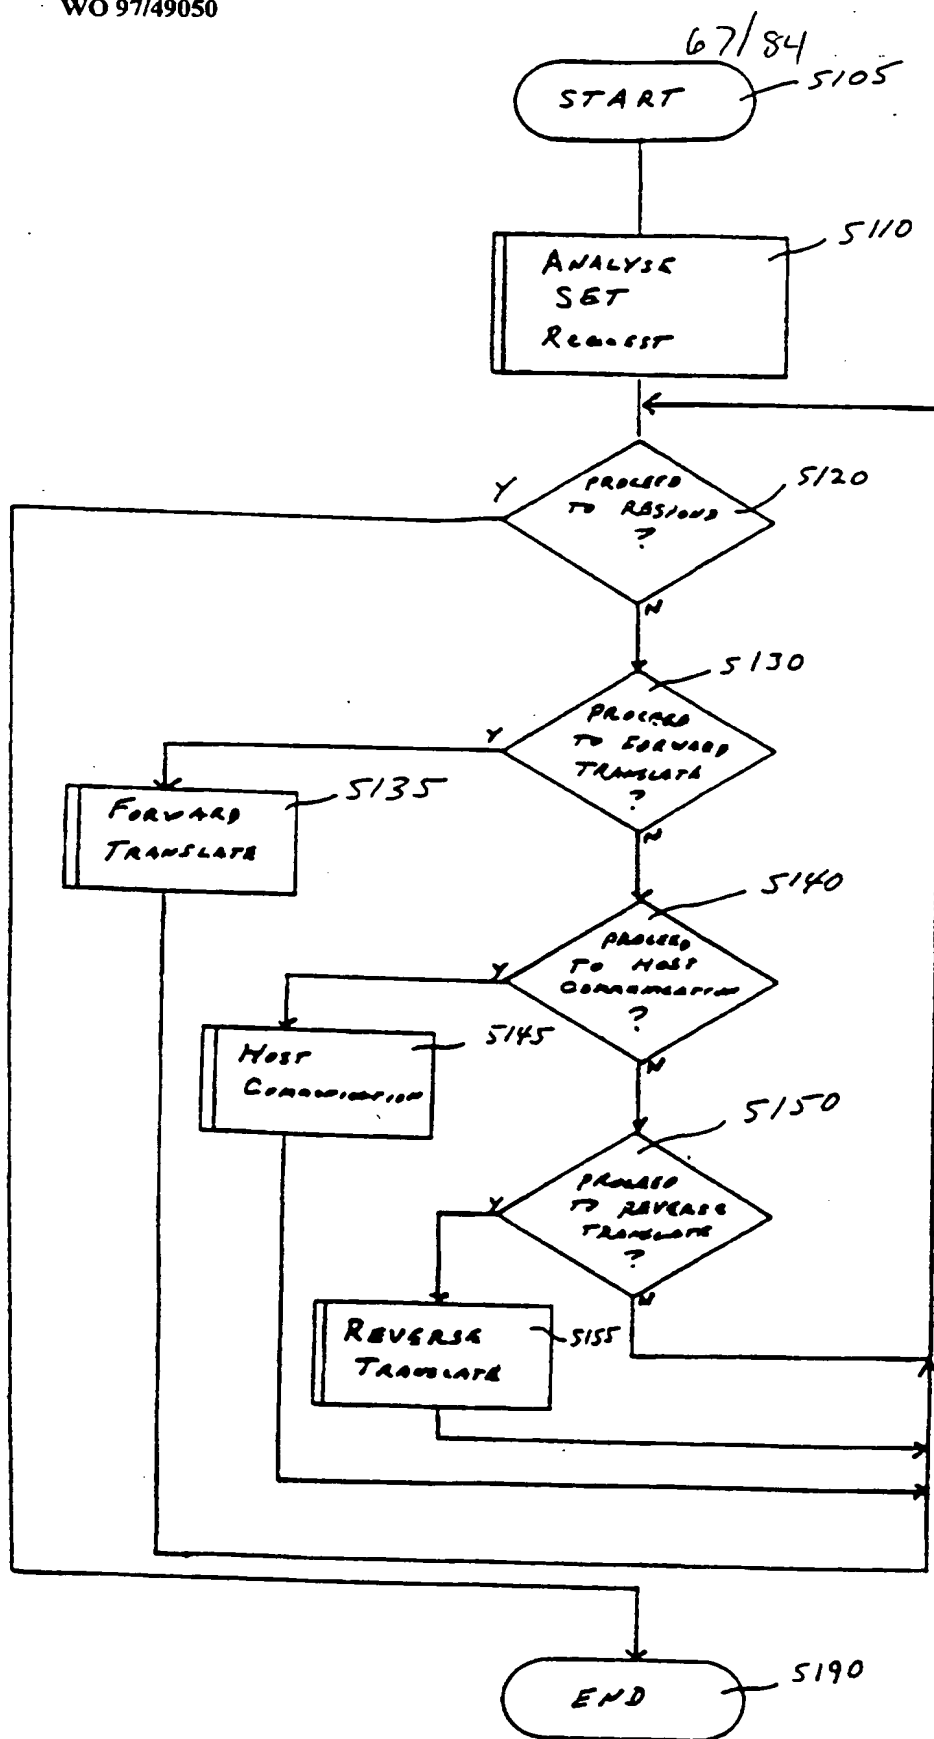 WO 97/49050
67/84
START
5105
5110
ANALYSE
SET
REQUEST
5120
Y
PROCEED
TO RESPOND
?
N
5130
Y
PROCEED
TO FORWARD
TRANSLATE
?
N
5135
FORWARD
TRANSLATE
5140
Y
PROCEED
TO HOST
COMMUNICATION
?
N
5145
HOST
COMMUNICATION
5150
Y
PROCEED
TO REVERSE
TRANSLATE
?
N
5155
REVERSE
TRANSLATE
5190
END